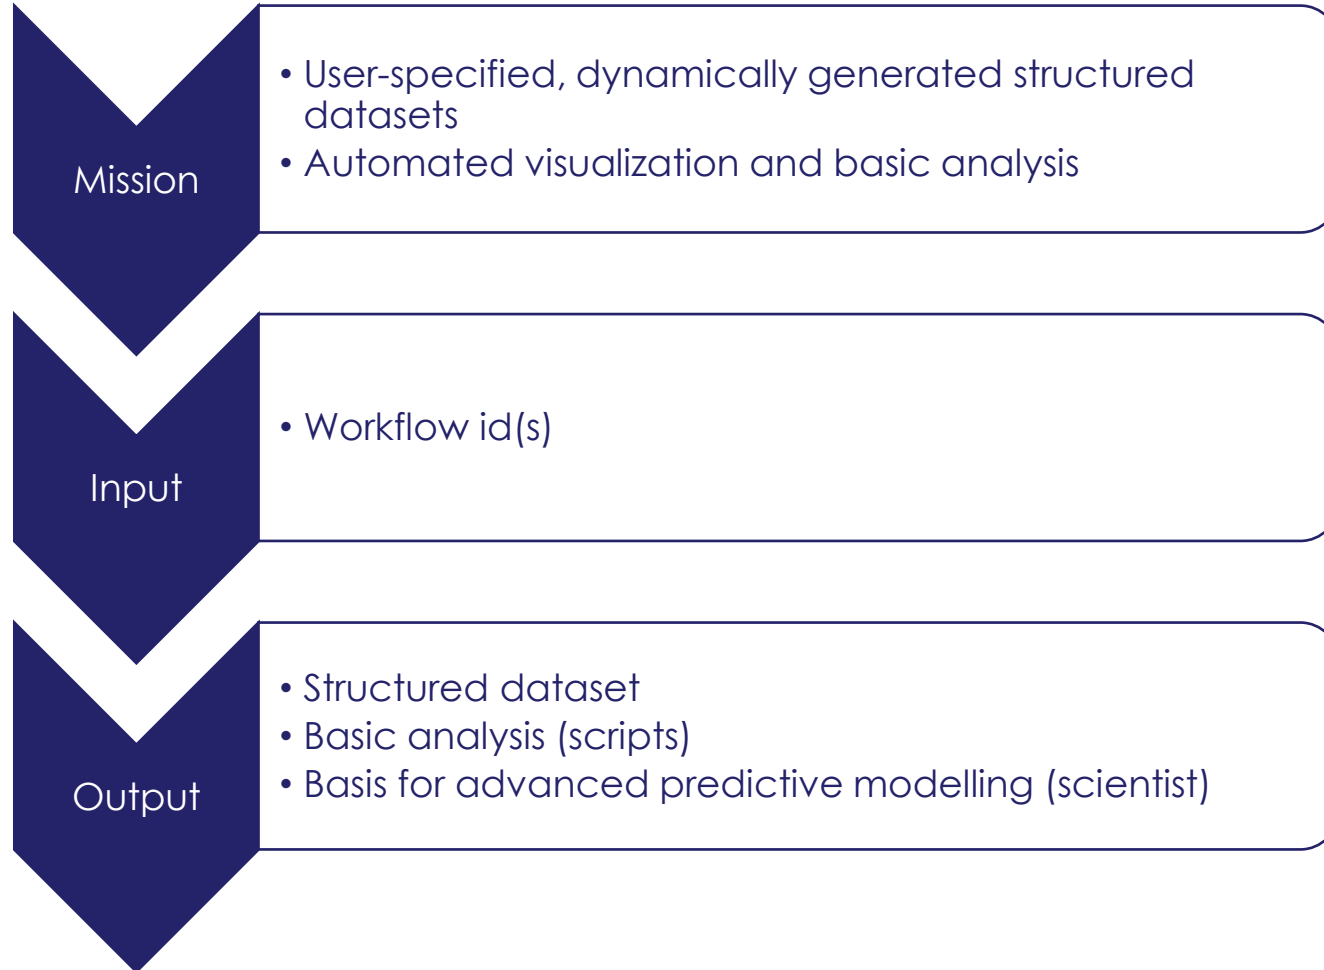 Mission
• User-specified, dynamically generated structured
datasets
• Automated visualization and basic analysis
Input
• Workflow id(s)
Output
• Structured dataset
• Basic analysis (scripts)
• Basis for advanced predictive modelling (scientist)